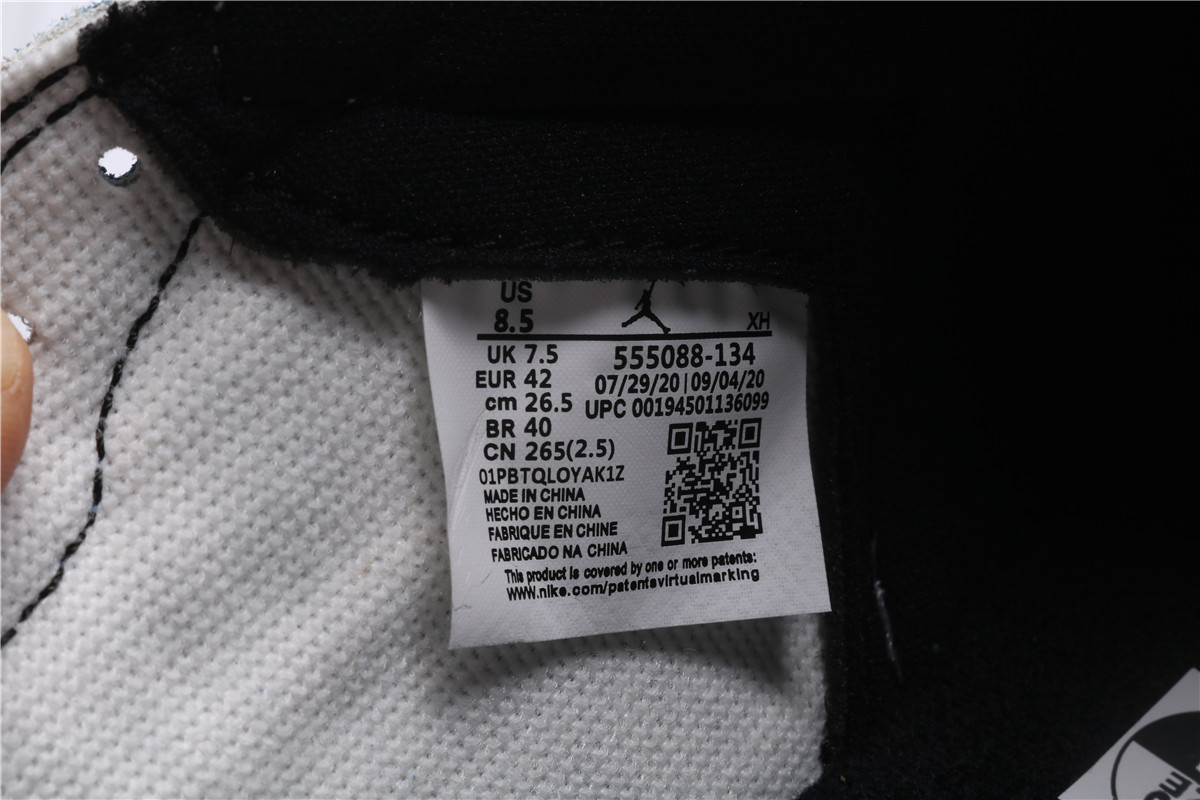 US
8.5
XH
UK 7.5
EUR 42
cm 26.5
BR 40
CN 265(2.5)
555088-134
07/29/20|09/04/20
UPC 00194501136099
01PBTQLOYAK1Z
MADE IN CHINA
HECHO EN CHINA
FABRIQUE EN CHINE
FABRICADO NA CHINA
This product is covered by one or more patents:
www.nike.com/patentsvirtualmarking